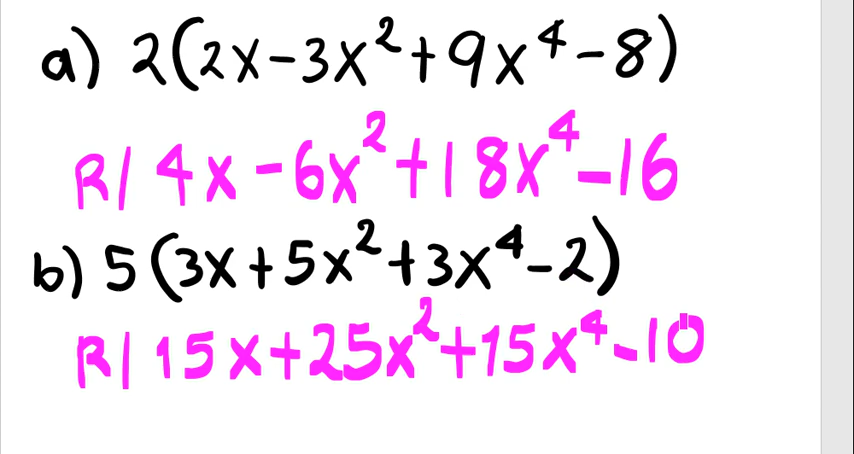 a) 2(2x-3x²+9x⁴-8)
R/ 4x-6x²+18x⁴-16
b) 5(3x+5x²+3x⁴-2)
R/ 15x+25x²+15x⁴-10